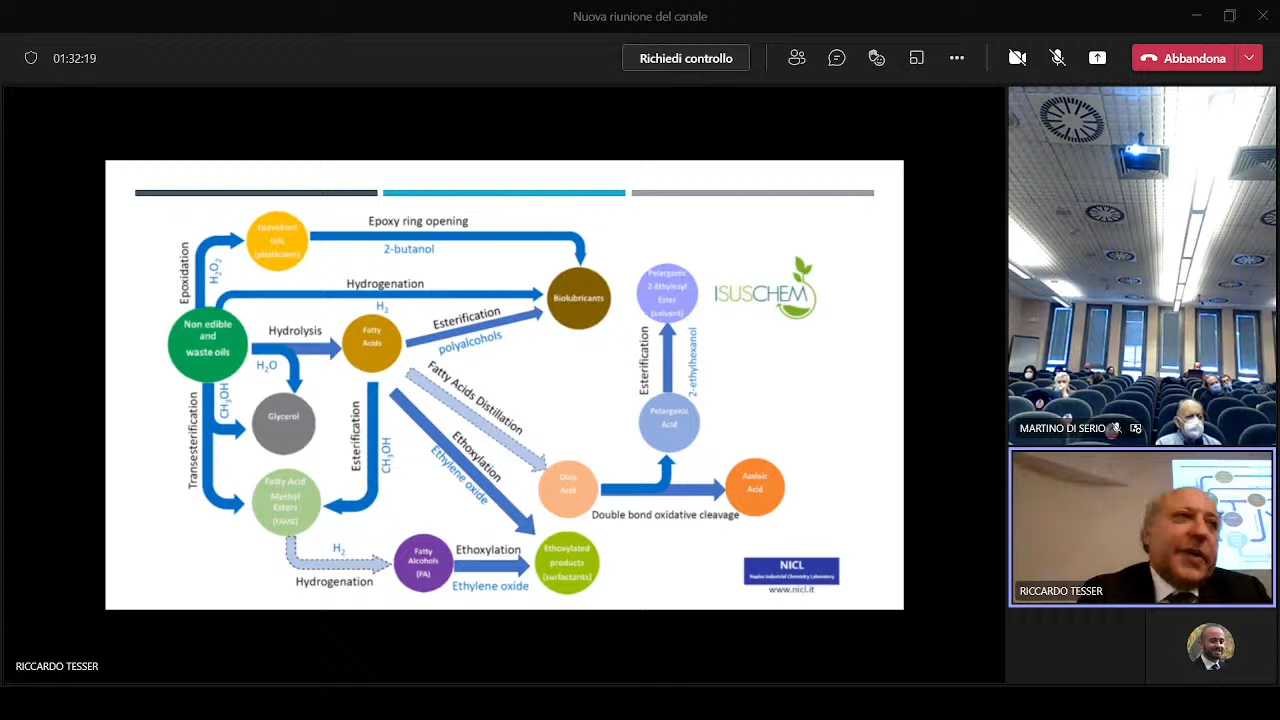 Nuova riunione del canale
01:32:19
Richiedi controllo
Abbandona
Epoxidation
H₂O₂
Epoxidized
Oils
(plasticizers)
Epoxy ring opening
2-butanol
Hydrogenation
H₂
Biolubricants
Non edible
and
waste oils
Hydrolysis
H₂O
Fatty
Acids
Esterification
polyalcohols
Glycerol
Transesterification
CH₃OH
Fatty Acid
Methyl
Esters
(FAME)
Esterification
CH₃OH
Fatty Acids Distillation
Ethoxylation
Ethylene oxide
H₂
Hydrogenation
Fatty
Alcohols
(FA)
Ethoxylation
Ethylene oxide
Ethoxylated
products
(surfactants)
Oleic
Acid
Double bond oxidative cleavage
Azelaic
Acid
Pelargonic
Acid
Esterification
2-ethylhexanol
Pelargonic
2-Ethylesyl
Ester
(solvent)
ISUSCHEM
NICL
Naples Industrial Chemistry Laboratory
www.nicl.it
MARTINO DI SERIO
RICCARDO TESSER
RICCARDO TESSER